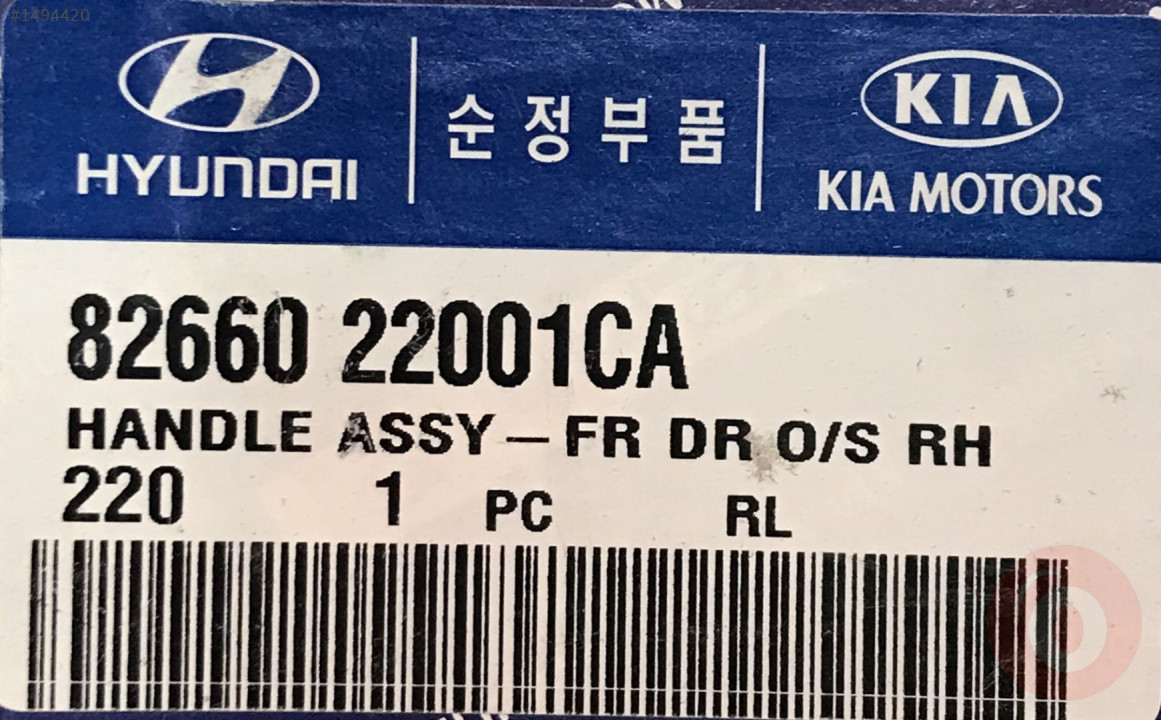 #1494420
HYUNDAI
순정부품
KIA
KIA MOTORS
82660 22001CA
HANDLE ASSY－FR DR O/S RH
220 1 PC RL